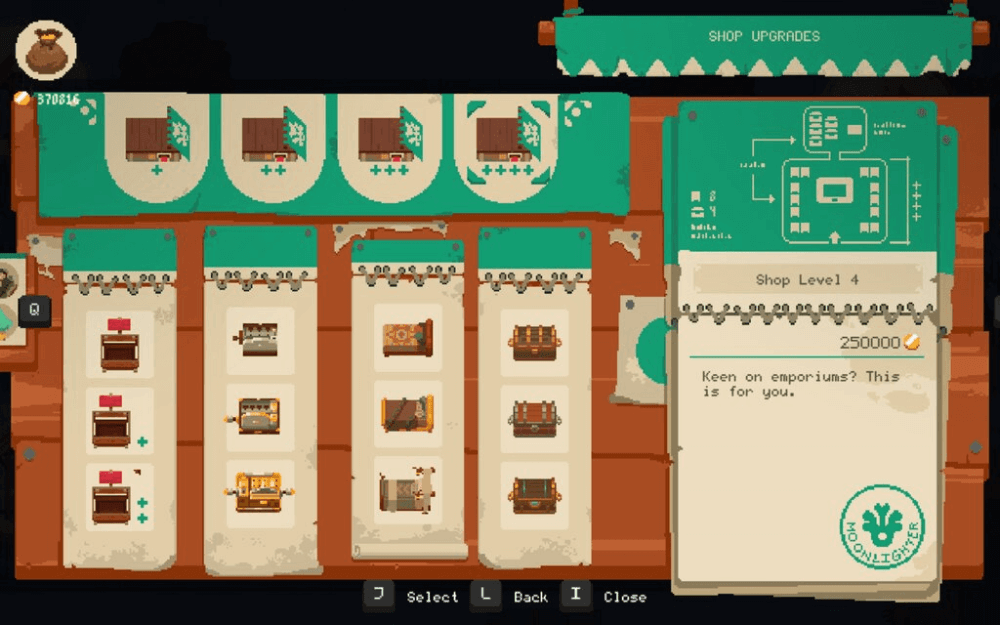 SHOP UPGRADES
370816
+
++
+++
++++
Shop Level 4
250000
Keen on emporiums? This
is for you.
Q
+
+
+
MOONLIGHTER
J Select L Back I Close